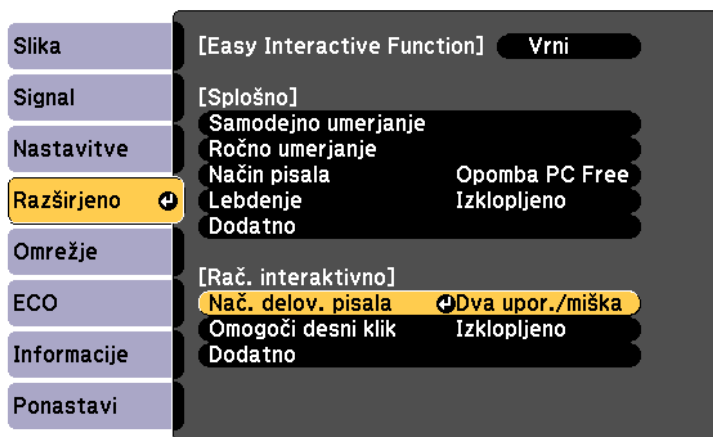 Slika
Signal
Nastavitve
Razširjeno
Omrežje
ECO
Informacije
Ponastavi
[Easy Interactive Function] Vrni
[Splošno]
Samodejno umerjanje
Ročno umerjanje
Način pisala Opomba PC Free
Lebdenje Izklopljeno
Dodatno
[Rač. interaktivno]
Nač. delov. pisala Dva upor./miška
Omogoči desni klik Izklopljeno
Dodatno